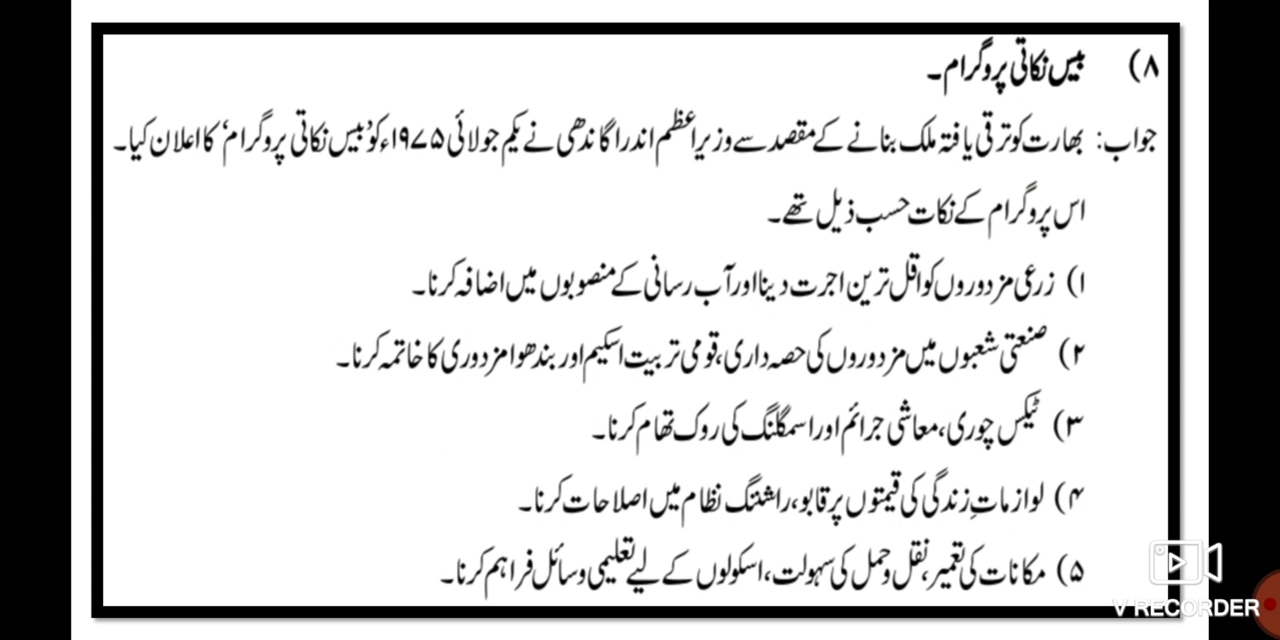 ۸) بیس نکاتی پروگرام۔
جواب: بھارت کو ترقی یافتہ ملک بنانے کے مقصد سے وزیرِاعظم اندرا گاندھی نے یکم جولائی ۱۹۷۵ء کو ’بیس نکاتی پروگرام‘ کا اعلان کیا۔
اس پروگرام کے نکات حسب ذیل تھے۔
۱) زرعی مزدوروں کو اقل ترین اجرت دینا اور آب رسانی کے منصوبوں میں اضافہ کرنا۔
۲) صنعتی شعبوں میں مزدوروں کی حصہ داری، قومی تربیت اسکیم اور بندھوا مزدوری کا خاتمہ کرنا۔
۳) ٹیکس چوری، معاشی جرائم اور اسمگلنگ کی روک تھام کرنا۔
۴) لوازماتِ زندگی کی قیمتوں پر قابو، راشننگ نظام میں اصلاحات کرنا۔
۵) مکانات کی تعمیر، نقل و حمل کی سہولت، اسکولوں کے لیے تعلیمی وسائل فراہم کرنا۔
V RECORDER